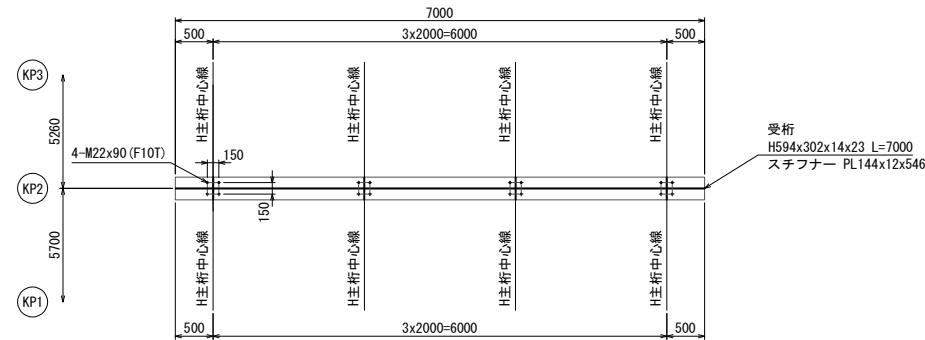 7000
500 3x2000=6000 500
KP3
H主桁中心線 H主桁中心線 H主桁中心線 H主桁中心線
5260
4-M22x90(F10T)
150
受桁
H594x302x14x23 L=7000
スチフナー PL144x12x546
KP2
150
5700
H主桁中心線 H主桁中心線 H主桁中心線 H主桁中心線
KP1
500 3x2000=6000 500